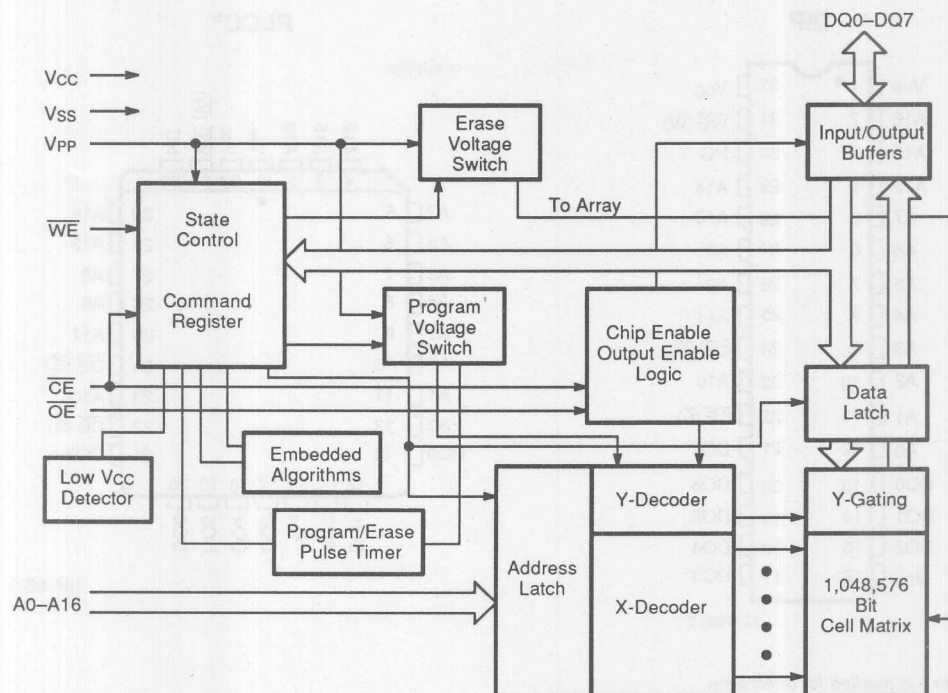 DQ0–DQ7
VCC
VSS
VPP
Erase
Voltage
Switch
Input/Output
Buffers
To Array
State
Control
Command
Register
WE
Program
Voltage
Switch
Chip Enable
Output Enable
Logic
CE
OE
Data
Latch
Low VCC
Detector
Embedded
Algorithms
Program/Erase
Pulse Timer
Address
Latch
Y-Decoder
Y-Gating
X-Decoder
1,048,576
Bit
Cell Matrix
A0–A16